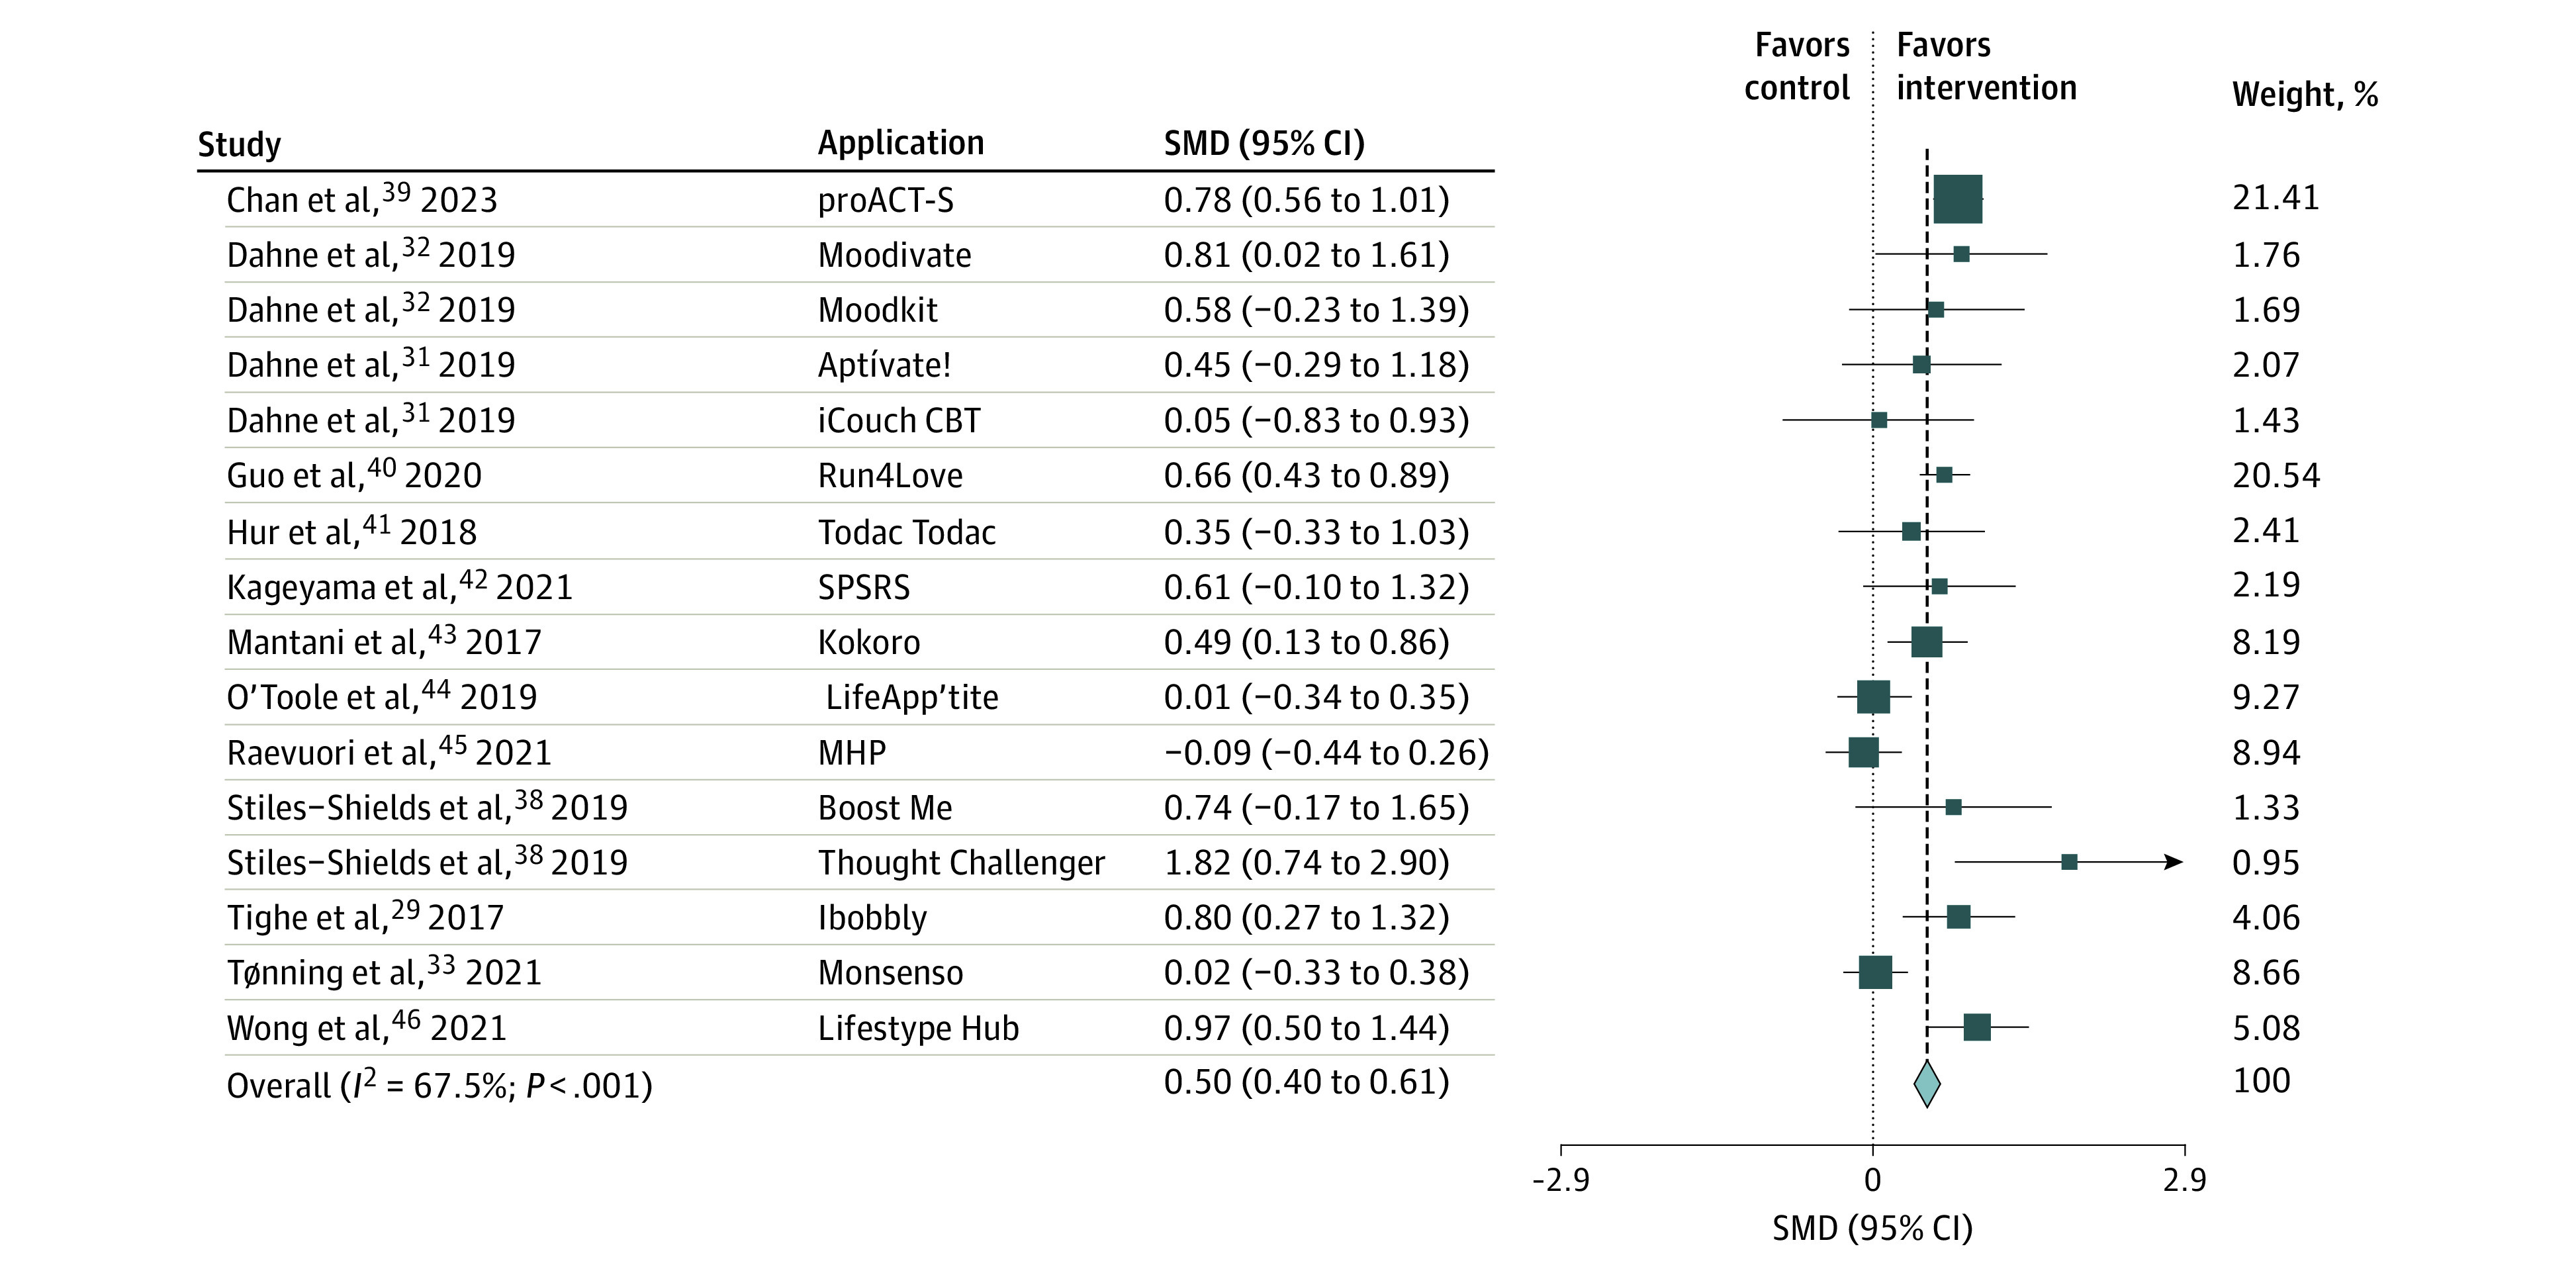 Favors control
Favors intervention
Study Application SMD (95% CI) Weight, %
Chan et al,39 2023 proACT-S 0.78 (0.56 to 1.01) 21.41
Dahne et al,32 2019 Moodivate 0.81 (0.02 to 1.61) 1.76
Dahne et al,32 2019 Moodkit 0.58 (−0.23 to 1.39) 1.69
Dahne et al,31 2019 Aptívate! 0.45 (−0.29 to 1.18) 2.07
Dahne et al,31 2019 iCouch CBT 0.05 (−0.83 to 0.93) 1.43
Guo et al,40 2020 Run4Love 0.66 (0.43 to 0.89) 20.54
Hur et al,41 2018 Todac Todac 0.35 (−0.33 to 1.03) 2.41
Kageyama et al,42 2021 SPSRS 0.61 (−0.10 to 1.32) 2.19
Mantani et al,43 2017 Kokoro 0.49 (0.13 to 0.86) 8.19
O’Toole et al,44 2019 LifeApp’tite 0.01 (−0.34 to 0.35) 9.27
Raevuori et al,45 2021 MHP −0.09 (−0.44 to 0.26) 8.94
Stiles−Shields et al,38 2019 Boost Me 0.74 (−0.17 to 1.65) 1.33
Stiles−Shields et al,38 2019 Thought Challenger 1.82 (0.74 to 2.90) 0.95
Tighe et al,29 2017 Ibobbly 0.80 (0.27 to 1.32) 4.06
Tønning et al,33 2021 Monsenso 0.02 (−0.33 to 0.38) 8.66
Wong et al,46 2021 Lifestype Hub 0.97 (0.50 to 1.44) 5.08
Overall (I2 = 67.5%; P < .001) 0.50 (0.40 to 0.61) 100
-2.9 0 2.9
SMD (95% CI)